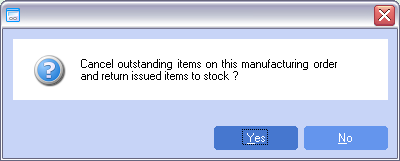 Cancel outstanding items on this manufacturing order
and return issued items to stock ?
Yes
No